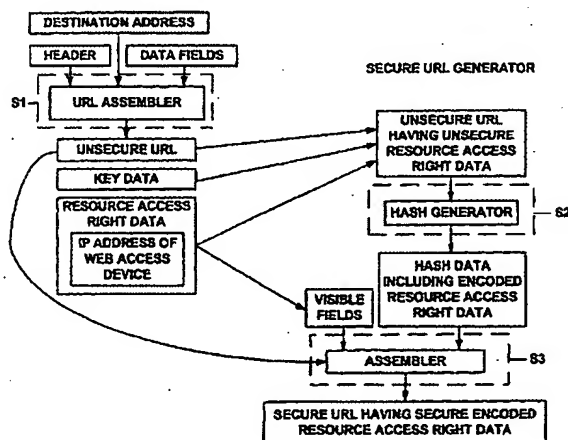 DESTINATION ADDRESS
HEADER
DATA FIELDS
SECURE URL GENERATOR
S1
URL ASSEMBLER
UNSECURE URL
HAVING UNSECURE
RESOURCE ACCESS
RIGHT DATA
UNSECURE URL
KEY DATA
RESOURCE ACCESS
RIGHT DATA
IP ADDRESS OF
WEB ACCESS
DEVICE
HASH GENERATOR
S2
HASH DATA
INCLUDING ENCODED
RESOURCE ACCESS
RIGHT DATA
VISIBLE
FIELDS
ASSEMBLER
S3
SECURE URL HAVING SECURE ENCODED
RESOURCE ACCESS RIGHT DATA